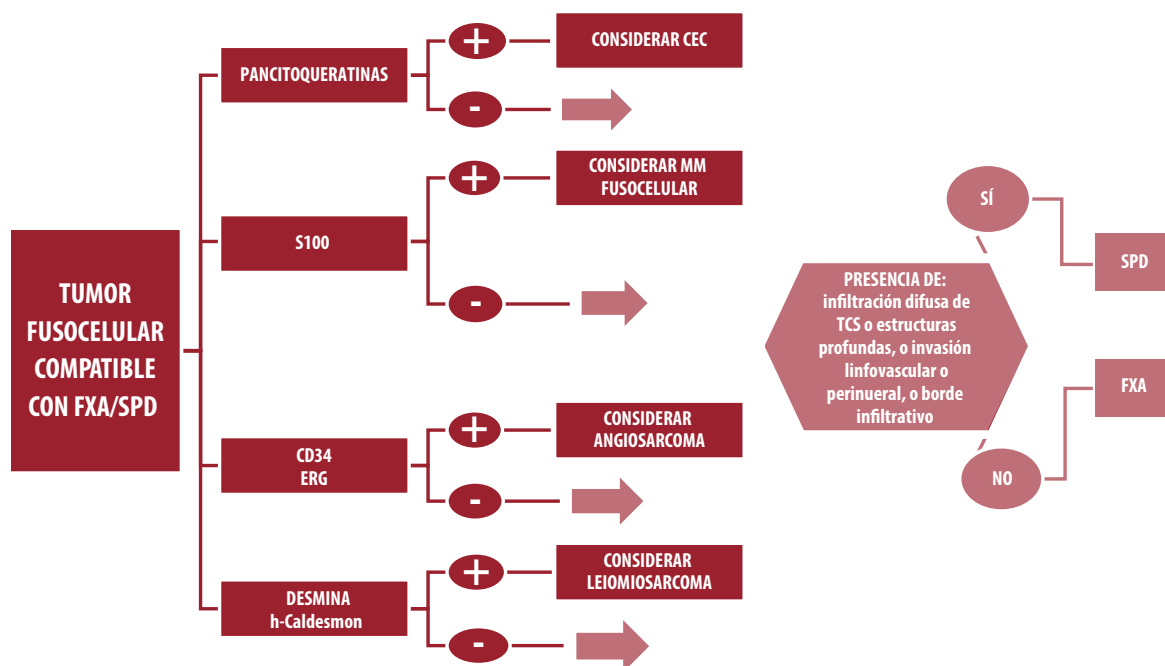 TUMOR
FUSOCELULAR
COMPATIBLE
CON FXA/SPD
PANCITOQUERATINAS
+
CONSIDERAR CEC
-
S100
+
CONSIDERAR MM
FUSOCELULAR
-
CD34
ERG
+
CONSIDERAR
ANGIOSARCOMA
-
DESMINA
h-Caldesmon
+
CONSIDERAR
LEIOMIOSARCOMA
-
PRESENCIA DE:
infiltración difusa de
TCS o estructuras
profundas, o invasión
linfovascular o
perinueral, o borde
infiltrativo
SÍ
SPD
NO
FXA